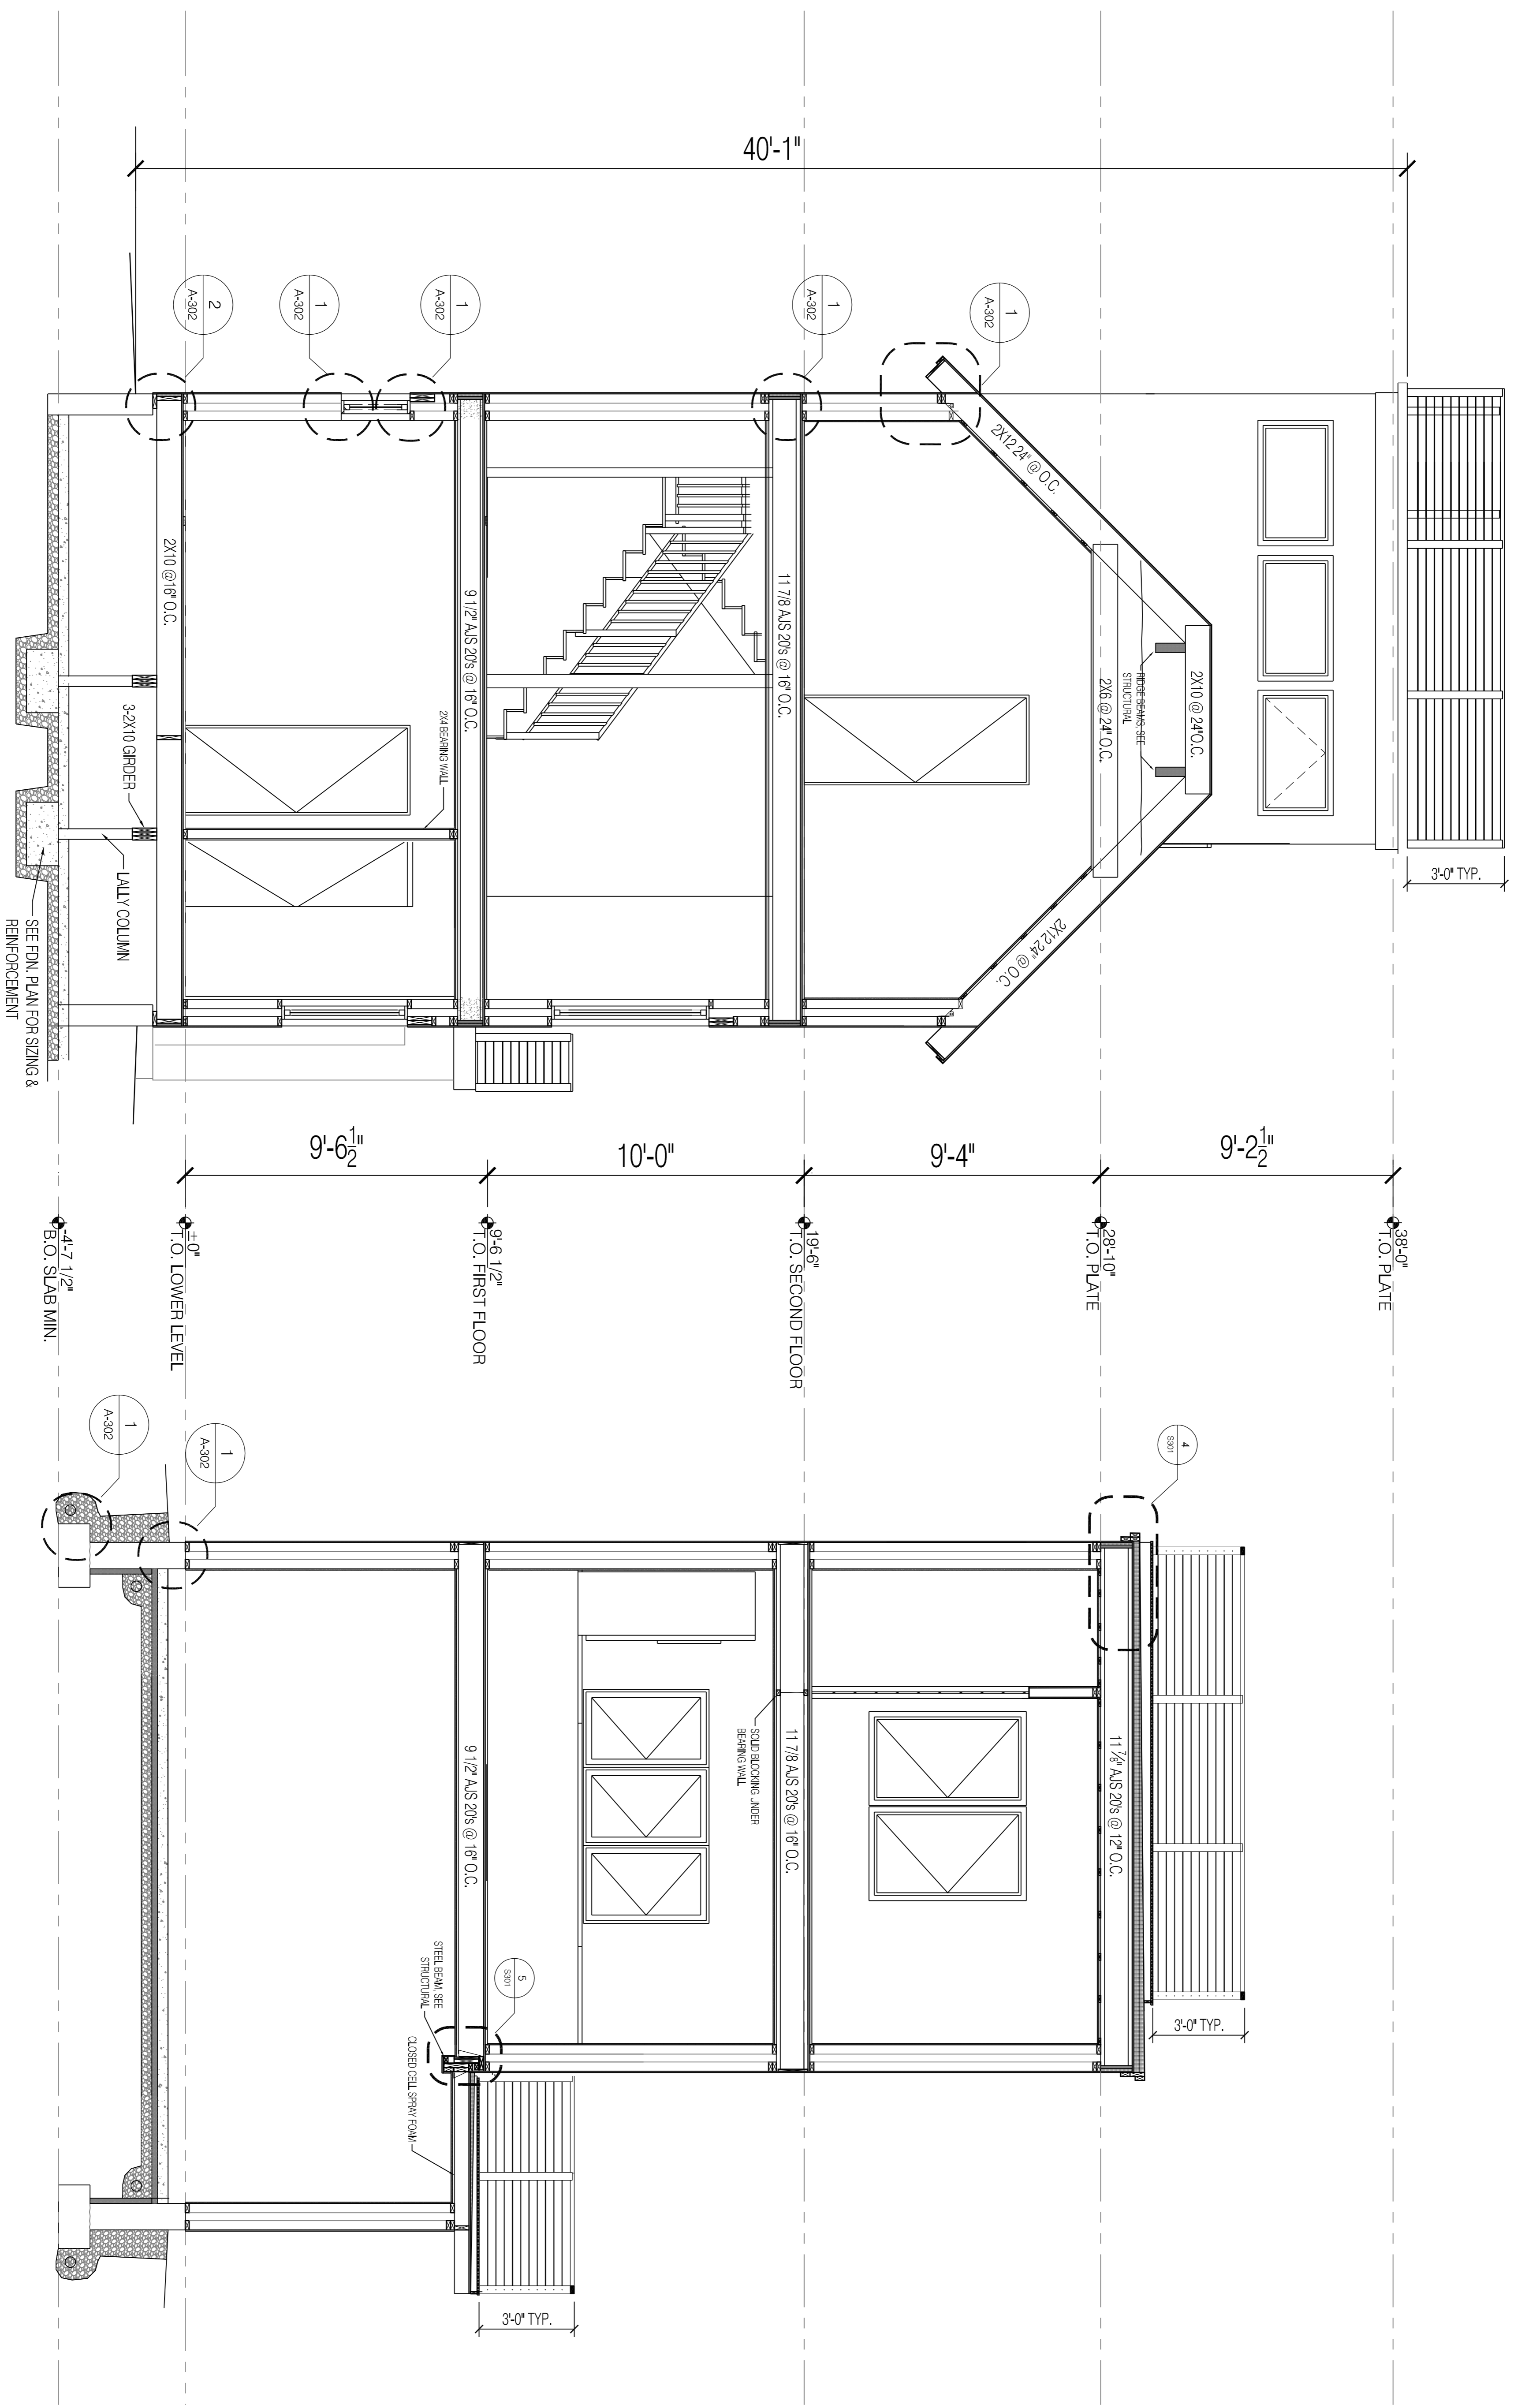 40'-1"
2
A-302
1
A-302
1
A-302
1
A-302
1
A-302
2X12 24" @ O.C.
2X10 @16" O.C.
9 1/2" AJS 20's @ 16" O.C.
11 7/8 AJS 20's @ 16" O.C.
2X6 @ 24" O.C.
RIDGE BEAMS, SEE
STRUCTURAL
2X10 @ 24"O.C.
2X12 24" @ O.C.
3'-0" TYP.
2X4 BEARING WALL
3-2X10 GIRDER
LALLY COLUMN
SEE FDN. PLAN FOR SIZING &
REINFORCEMENT
9'-6 1/2"
10'-0"
9'-4"
9'-2 1/2"
38'-0"
T.O. PLATE
28'-10"
T.O. PLATE
19'-6"
T.O. SECOND FLOOR
9'-6 1/2"
T.O. FIRST FLOOR
±0"
T.O. LOWER LEVEL
-4'-7 1/2"
B.O. SLAB MIN.
1
A-302
1
A-302
4
S301
11 ⅞" AJS 20's @ 12" O.C.
3'-0" TYP.
SOLID BLOCKING UNDER
BEARING WALL
11 7/8 AJS 20's @ 16" O.C.
9 1/2" AJS 20's @ 16" O.C.
5
S301
STEEL BEAM, SEE
STRUCTURAL
CLOSED CELL SPRAY FOAM
3'-0" TYP.